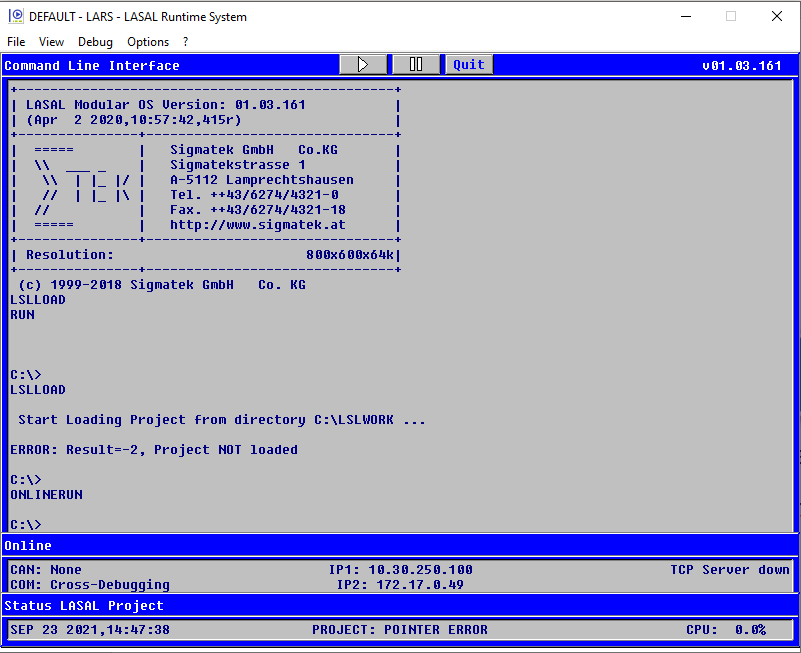 DEFAULT - LARS - LASAL Runtime System
File View Debug Options ?
Command Line Interface Quit v01.03.161
LASAL Modular OS Version: 01.03.161
(Apr 2 2020,10:57:42,415r)
Sigmatek GmbH Co.KG
Sigmatekstrasse 1
A-5112 Lamprechtshausen
Tel. ++43/6274/4321-0
Fax. ++43/6274/4321-18
http://www.sigmatek.at
Resolution: 800x600x64k
(c) 1999-2018 Sigmatek GmbH Co. KG
LSLLOAD
RUN
C:\>
LSLLOAD
Start Loading Project from directory C:\LSLWORK ...
ERROR: Result=-2, Project NOT loaded
C:\>
ONLINERUN
C:\>
Online
CAN: None IP1: 10.30.250.100 TCP Server down
COM: Cross-Debugging IP2: 172.17.0.49
Status LASAL Project
SEP 23 2021,14:47:38 PROJECT: POINTER ERROR CPU: 0.0%